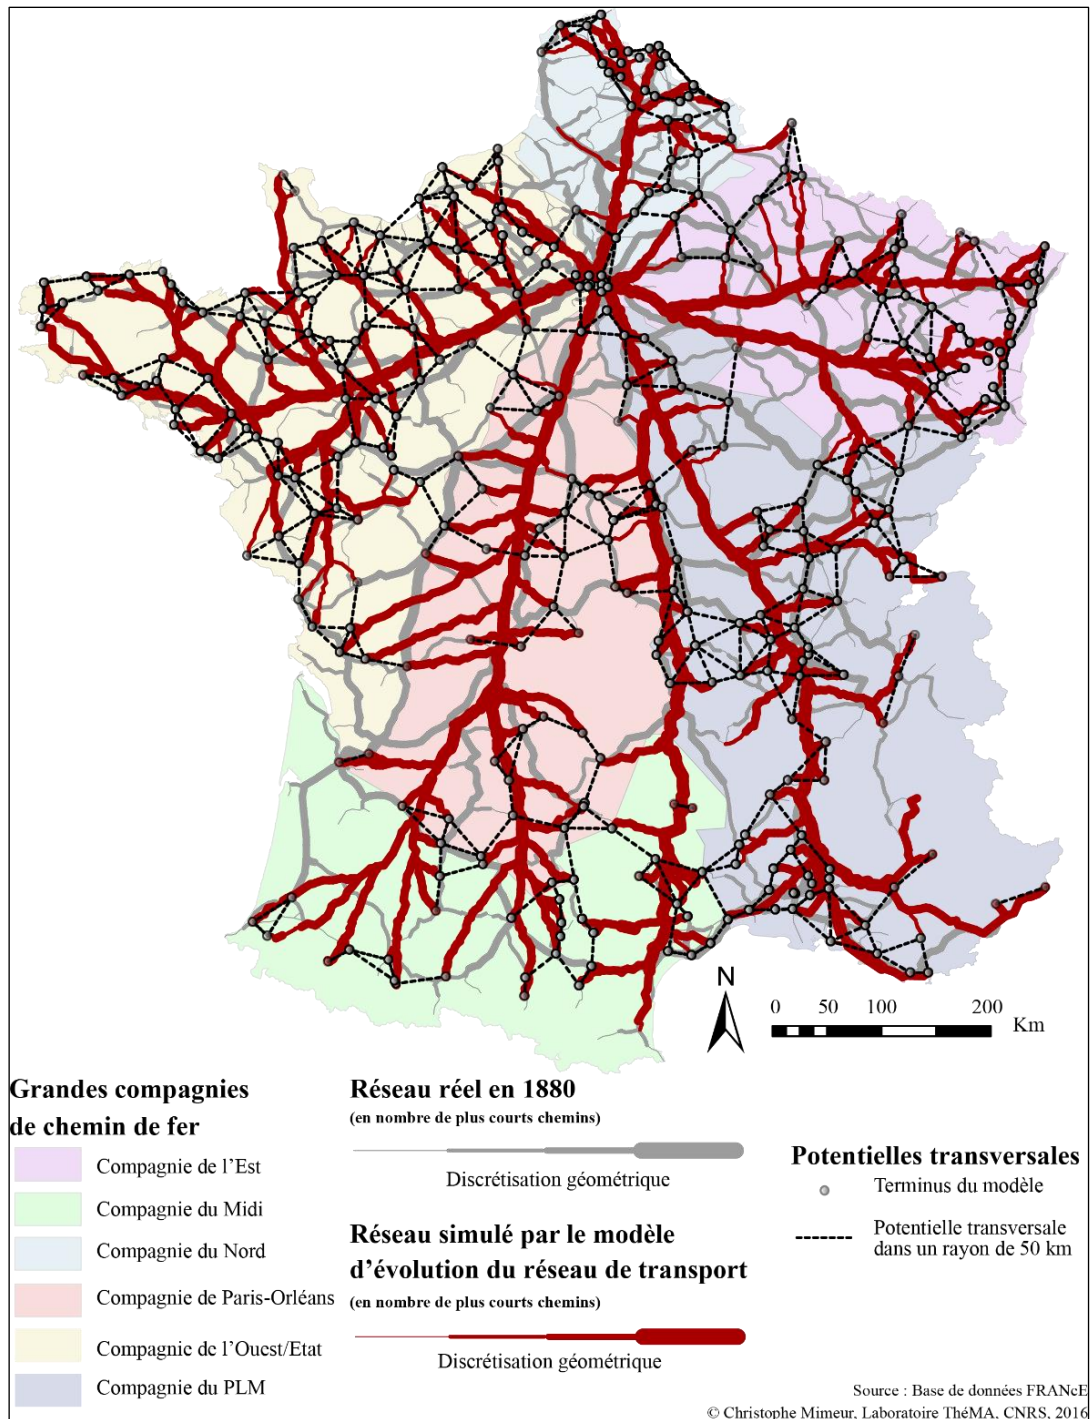 N
0 50 100 200
Km
Grandes compagnies
de chemin de fer
Compagnie de l'Est
Compagnie du Midi
Compagnie du Nord
Compagnie de Paris-Orléans
Compagnie de l'Ouest/Etat
Compagnie du PLM
Réseau réel en 1880
(en nombre de plus courts chemins)
Discrétisation géométrique
Réseau simulé par le modèle
d'évolution du réseau de transport
(en nombre de plus courts chemins)
Discrétisation géométrique
Potentielles transversales
Terminus du modèle
Potentielle transversale
dans un rayon de 50 km
Source : Base de données FRANcE
© Christophe Mimeur, Laboratoire ThéMA, CNRS, 2016